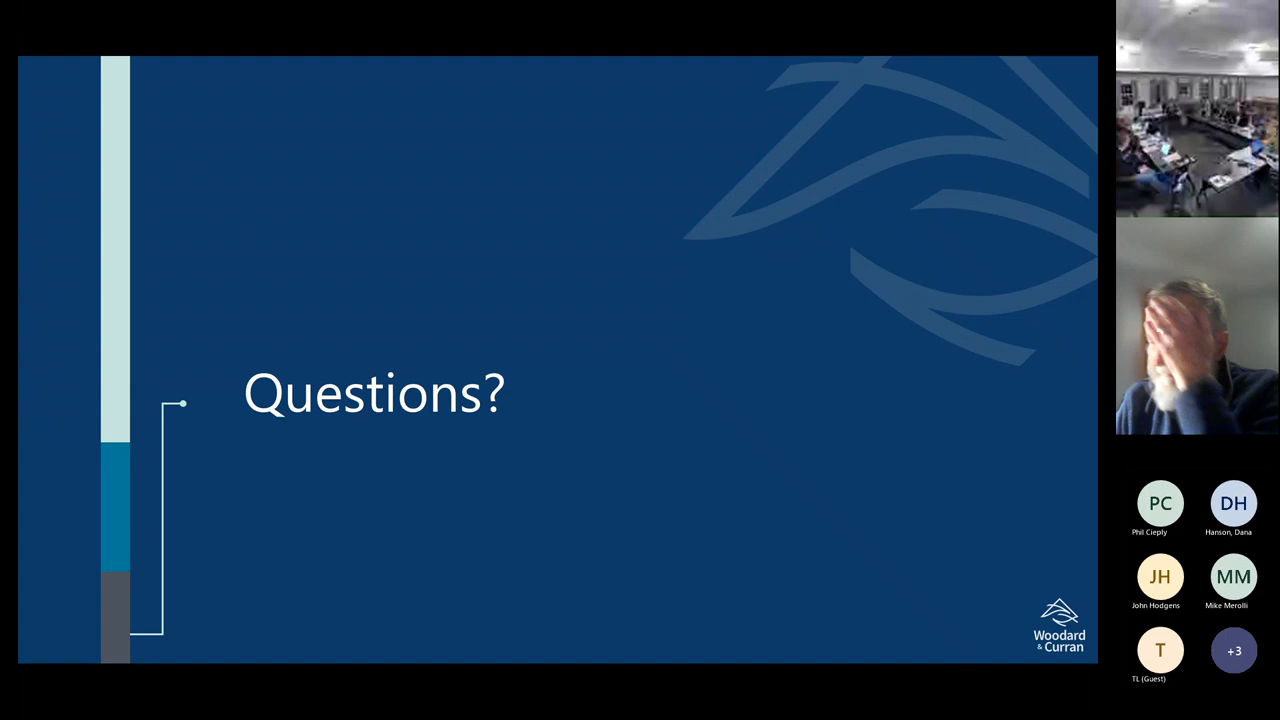 Questions?
Woodard
& Curran
PC
DH
Phil Cieply
Hanson, Dana
JH
MM
John Hodgens
Mike Merolli
T
+3
TL (Guest)